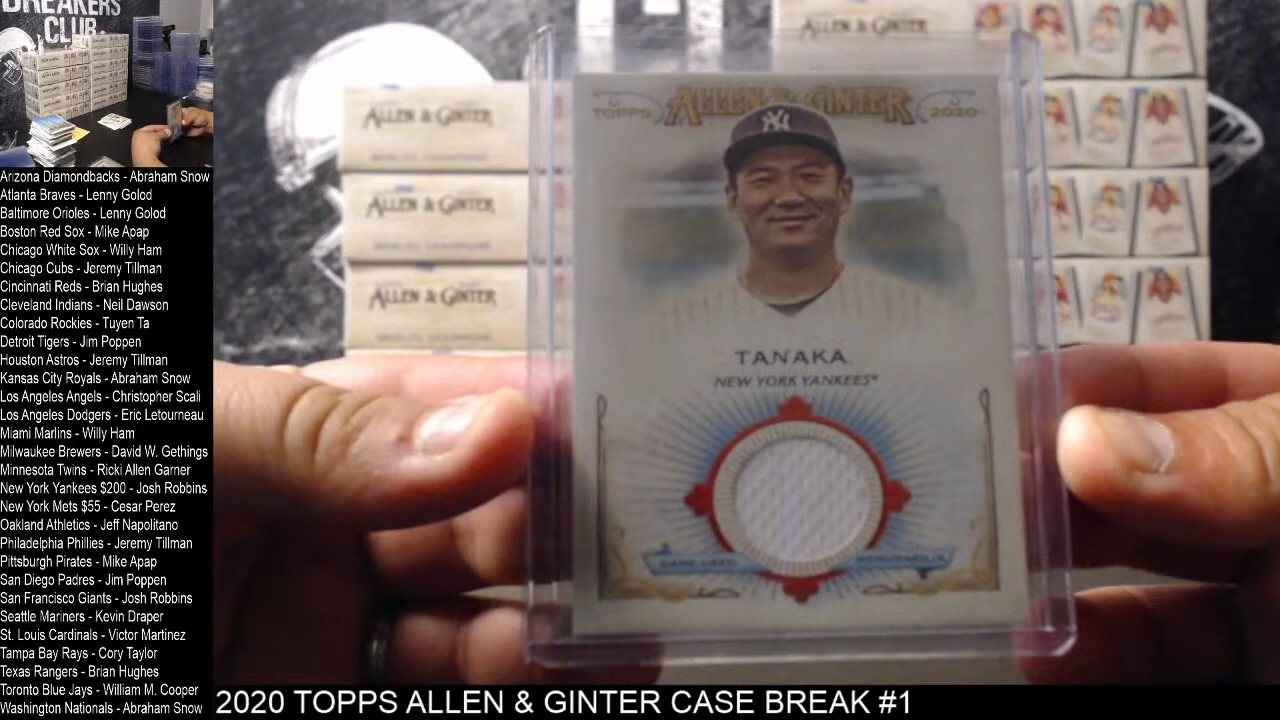 BREAKERS
CLUB
Arizona Diamondbacks - Abraham Snow
Atlanta Braves - Lenny Golod
Baltimore Orioles - Lenny Golod
Boston Red Sox - Mike Apap
Chicago White Sox - Willy Ham
Chicago Cubs - Jeremy Tillman
Cincinnati Reds - Brian Hughes
Cleveland Indians - Neil Dawson
Colorado Rockies - Tuyen Ta
Detroit Tigers - Jim Poppen
Houston Astros - Jeremy Tillman
Kansas City Royals - Abraham Snow
Los Angeles Angels - Christopher Scali
Los Angeles Dodgers - Eric Letourneau
Miami Marlins - Willy Ham
Milwaukee Brewers - David W. Gethings
Minnesota Twins - Ricki Allen Garner
New York Yankees $200 - Josh Robbins
New York Mets $55 - Cesar Perez
Oakland Athletics - Jeff Napolitano
Philadelphia Phillies - Jeremy Tillman
Pittsburgh Pirates - Mike Apap
San Diego Padres - Jim Poppen
San Francisco Giants - Josh Robbins
Seattle Mariners - Kevin Draper
St. Louis Cardinals - Victor Martinez
Tampa Bay Rays - Cory Taylor
Texas Rangers - Brian Hughes
Toronto Blue Jays - William M. Cooper
Washington Nationals - Abraham Snow
ALLEN & GINTER
ALLEN & GINTER
ALLEN & GINTER
ALLEN & GINTER
TOPPS ALLEN & GINTER 2020
NY
TANAKA
NEW YORK YANKEES*
GAME-USED MEMORABILIA
2020 TOPPS ALLEN & GINTER CASE BREAK #1